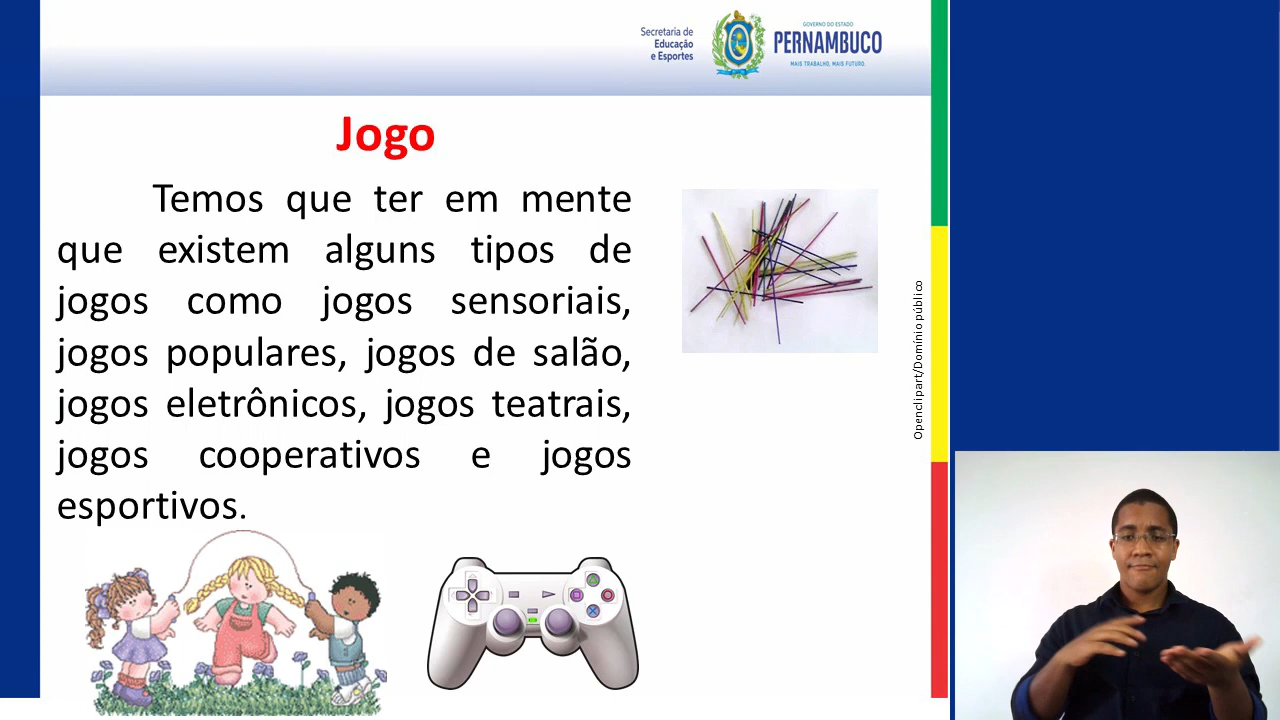 Secretaria de
Educação
e Esportes
GOVERNO DO ESTADO
PERNAMBUCO
MAIS TRABALHO, MAIS FUTURO.
Jogo
Temos que ter em mente
que existem alguns tipos de
jogos como jogos sensoriais,
jogos populares, jogos de salão,
jogos eletrônicos, jogos teatrais,
jogos cooperativos e jogos
esportivos.
Openclipart/Domínio público